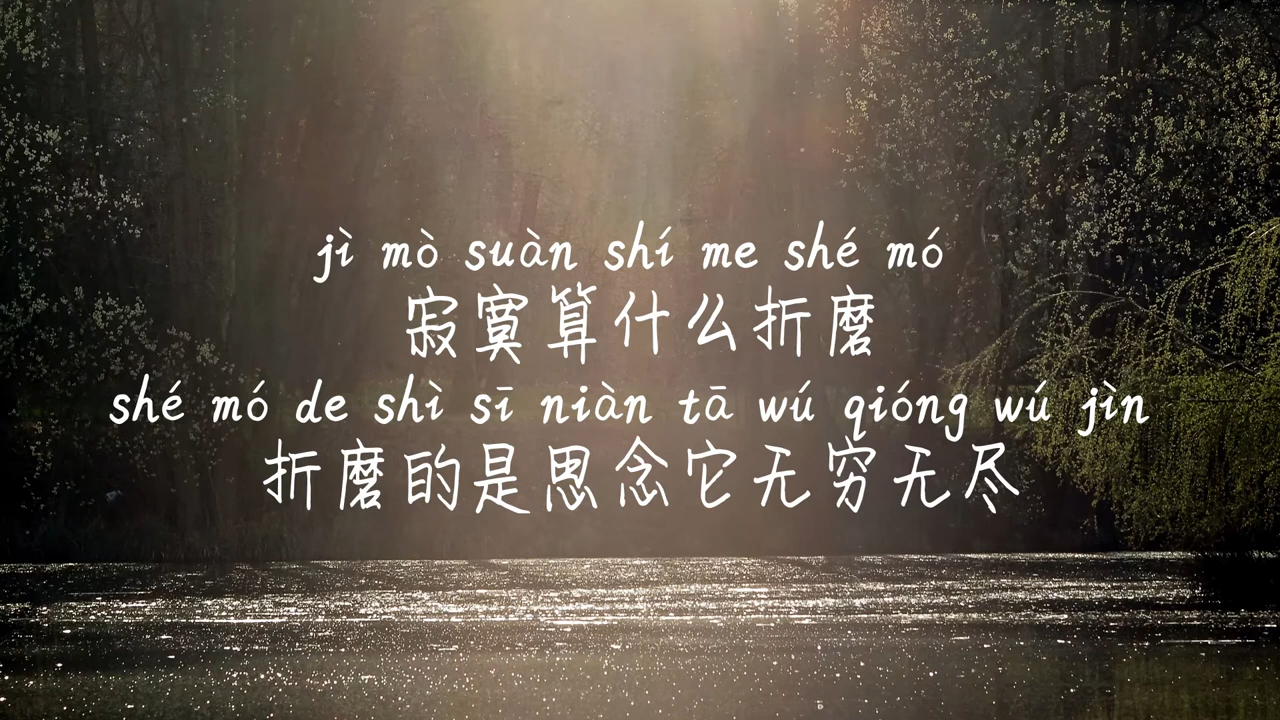 jì mò suàn shí me shé mó
寂寞算什么折磨
shé mó de shì sī niàn tā wú qióng wú jìn
折磨的是思念它无穷无尽